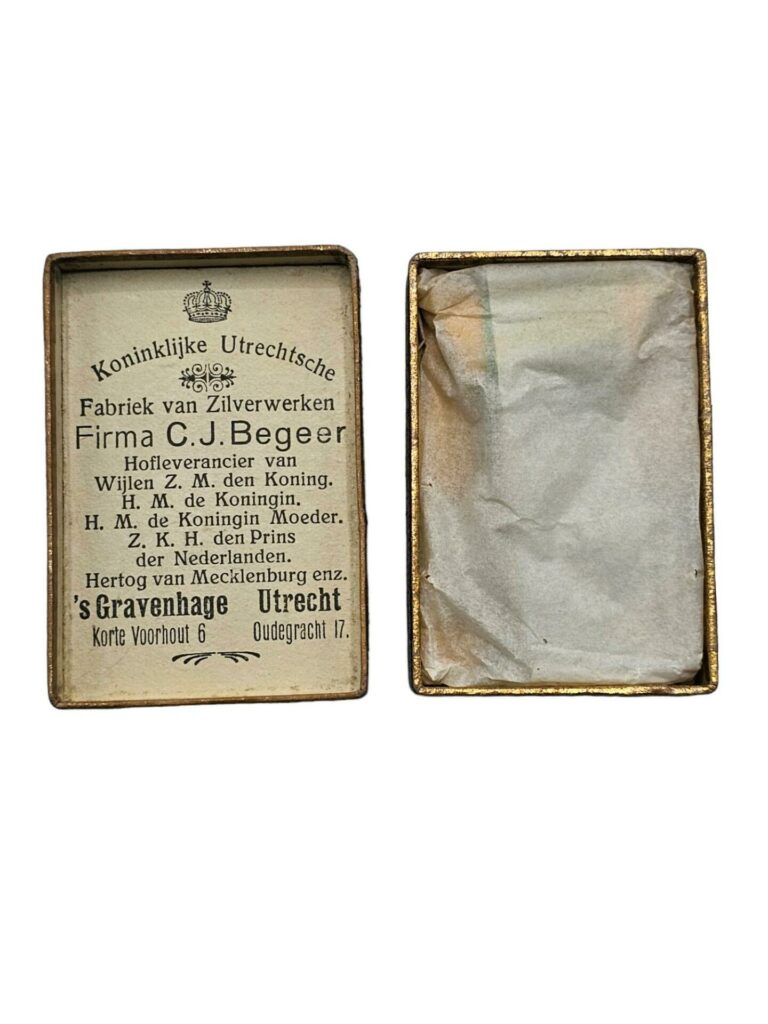 Koninklijke Utrechtsche
Fabriek van Zilverwerken
Firma C.J. Begeer
Hofleverancier van
Wijlen Z. M. den Koning.
H. M. de Koningin.
H. M. de Koningin Moeder.
Z. K. H. den Prins
der Nederlanden.
Hertog van Mecklenburg enz.
's Gravenhage Utrecht
Korte Voorhout 6 Oudegracht 17.